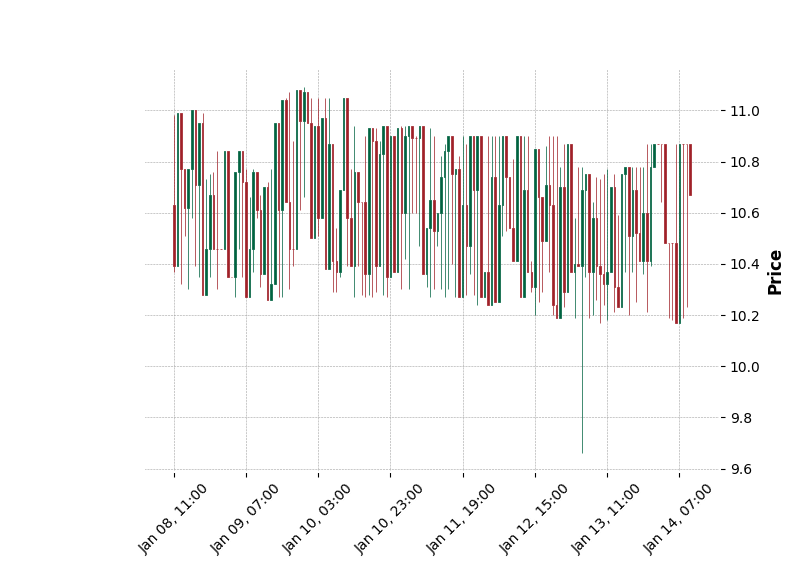 11.0
10.8
10.6
10.4
10.2
10.0
9.8
9.6
Price
Jan 08, 11:00
Jan 09, 07:00
Jan 10, 03:00
Jan 10, 23:00
Jan 11, 19:00
Jan 12, 15:00
Jan 13, 11:00
Jan 14, 07:00